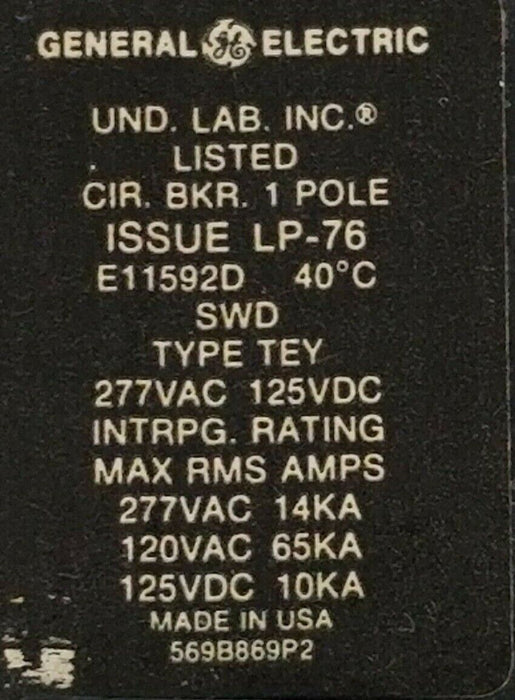 GENERAL GE ELECTRIC
UND. LAB. INC.®
LISTED
CIR. BKR. 1 POLE
ISSUE LP-76
E11592D 40°C
SWD
TYPE TEY
277VAC 125VDC
INTRPG. RATING
MAX RMS AMPS
277VAC 14KA
120VAC 65KA
125VDC 10KA
MADE IN USA
569B869P2